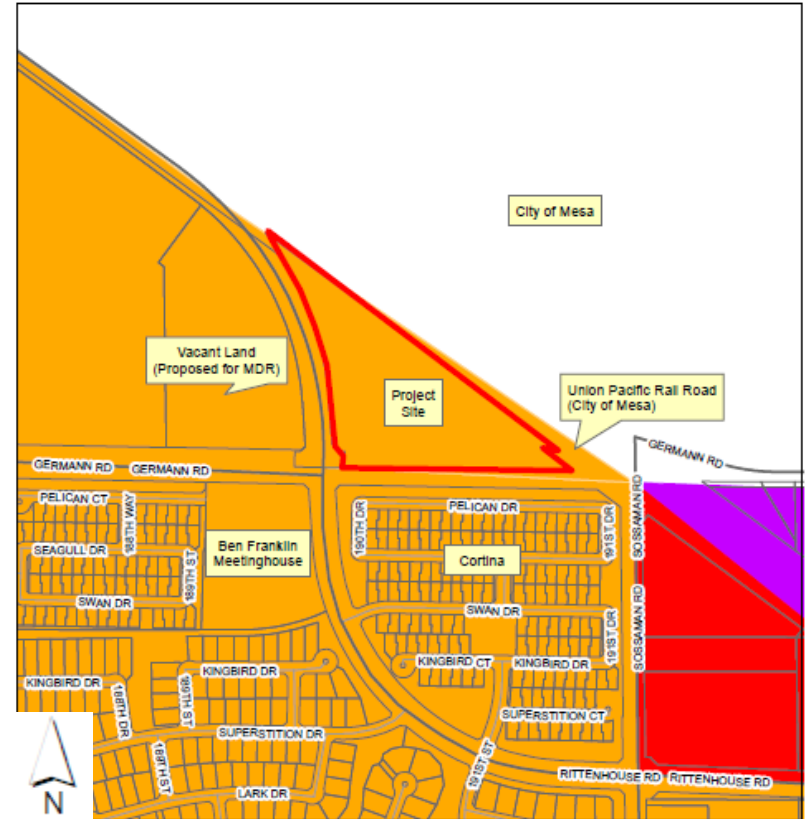 City of Mesa
Vacant Land
(Proposed for MDR)
Project
Site
Union Pacific Rail Road
(City of Mesa)
GERMANN RD
GERMANN RD GERMANN RD
SOSSAMAN RD
PELICAN CT
188TH WAY
PELICAN DR
190TH DR
191ST DR
SEAGULL DR
189TH ST
Ben Franklin
Meetinghouse
Cortina
SWAN DR
SWAN DR
191ST DR
SOSSAMAN RD
KINGBIRD DR
KINGBIRD CT
KINGBIRD DR
KINGBIRD DR
188TH DR
189TH ST
SUPERSTITION CT
SUPERSTITION DR
189TH ST
191ST ST
RITTENHOUSE RD RITTENHOUSE RD
LARK DR
N